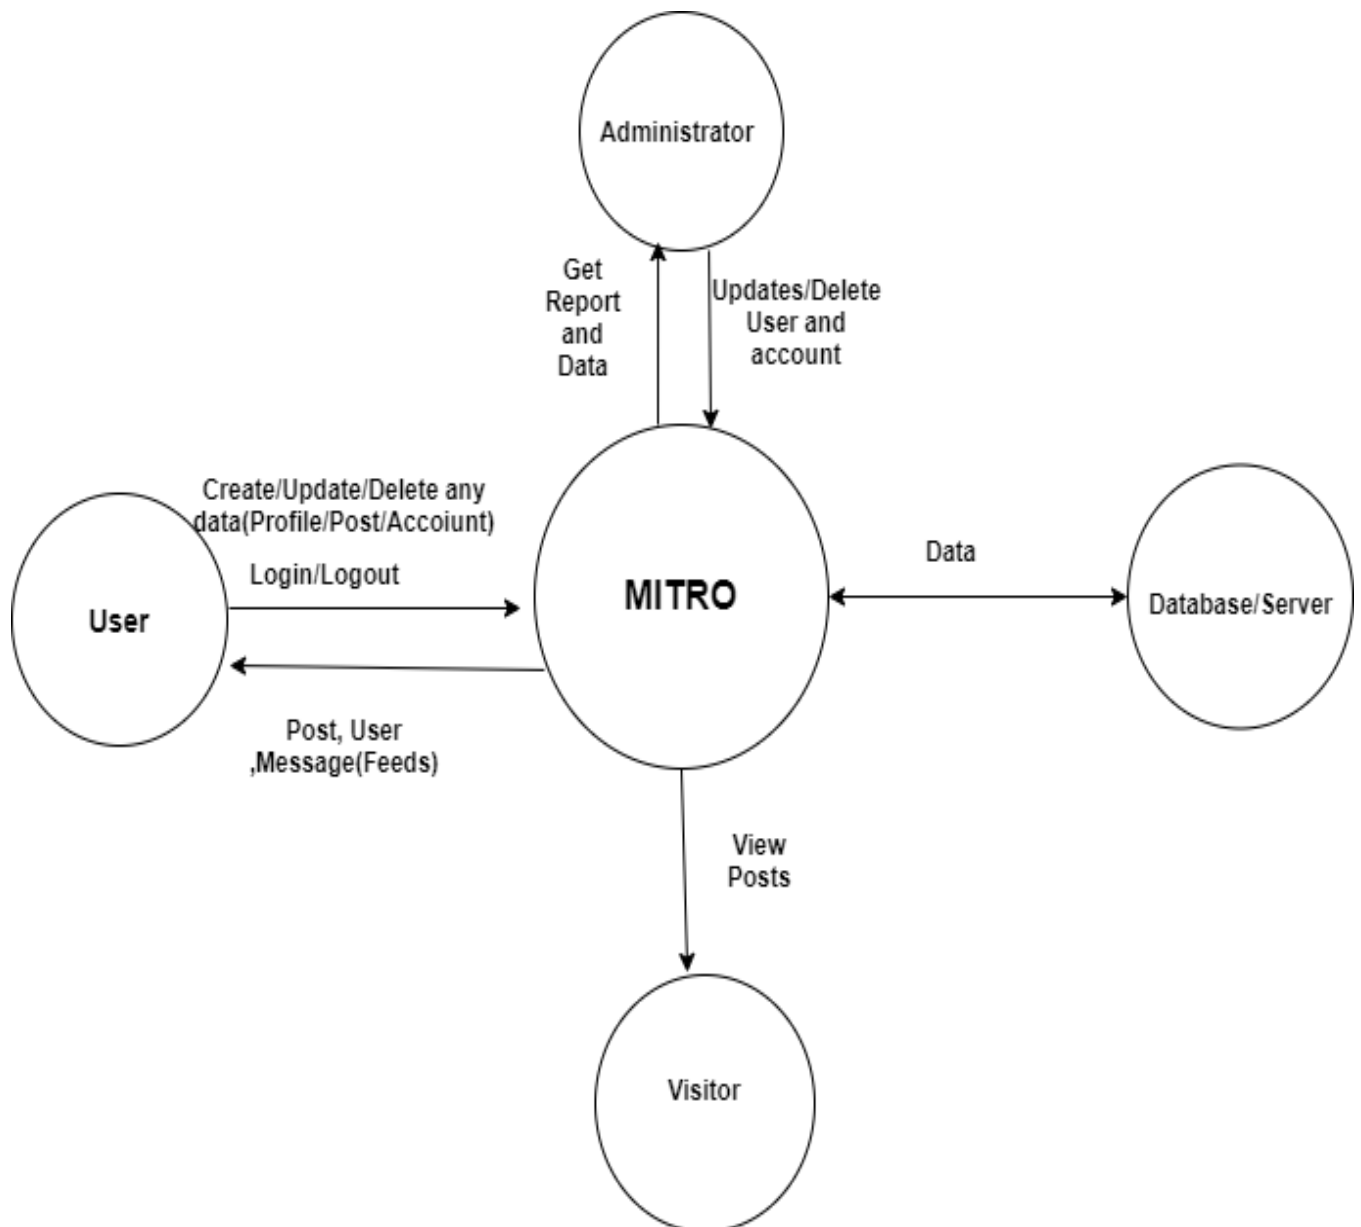 Administrator
Get
Report
and
Data
Updates/Delete
User and
account
Create/Update/Delete any
data(Profile/Post/Accoiunt)
Login/Logout
User
MITRO
Data
Database/Server
Post, User
,Message(Feeds)
View
Posts
Visitor